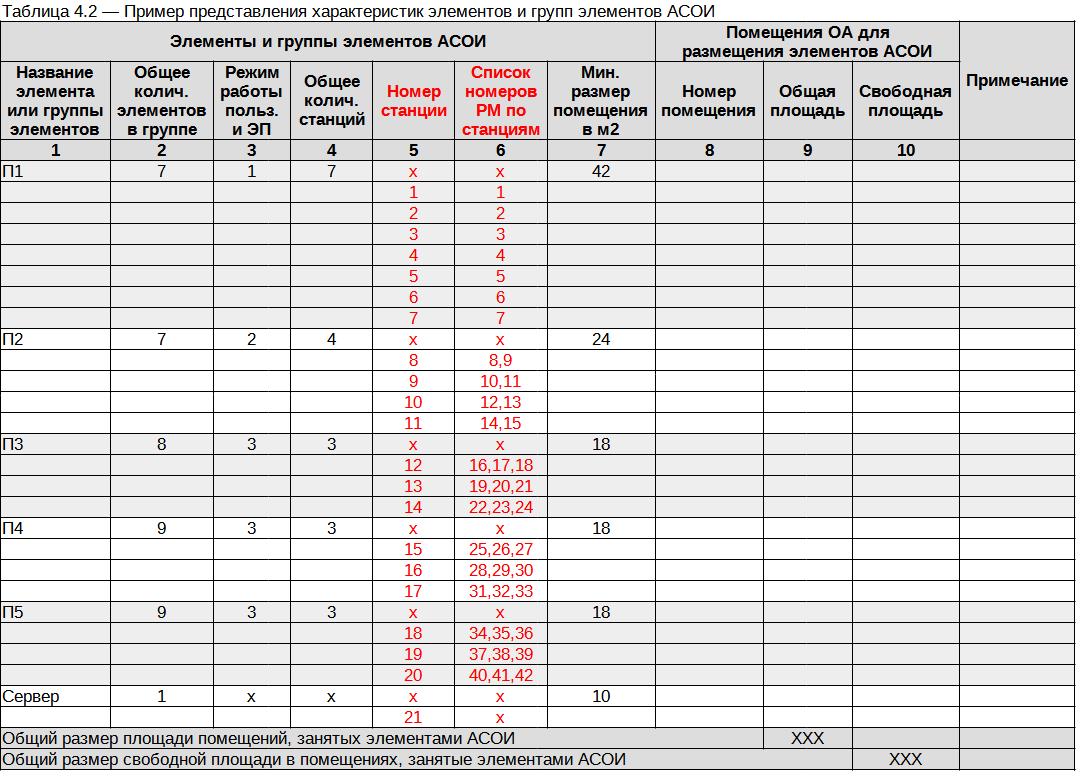 Таблица 4.2 — Пример представления характеристик элементов и групп элементов АСОИ
Элементы и группы элементов АСОИ
Помещения ОА для
размещения элементов АСОИ
Примечание
Название
элемента
или группы
элементов
Общее
колич.
элементов
в группе
Режим
работы
польз.
и ЭП
Общее
колич.
станций
Номер
станции
Список
номеров
РМ по
станциям
Мин.
размер
помещения
в м2
Номер
помещения
Общая
площадь
Свободная
площадь
1 2 3 4 5 6 7 8 9 10
П1 7 1 7 x x 42
1 1
2 2
3 3
4 4
5 5
6 6
7 7
П2 7 2 4 x x 24
8 8,9
9 10,11
10 12,13
11 14,15
П3 8 3 3 x x 18
12 16,17,18
13 19,20,21
14 22,23,24
П4 9 3 3 x x 18
15 25,26,27
16 28,29,30
17 31,32,33
П5 9 3 3 x x 18
18 34,35,36
19 37,38,39
20 40,41,42
Сервер 1 x x x x 10
21 x
Общий размер площади помещений, занятых элементами АСОИ XXX
Общий размер свободной площади в помещениях, занятые элементами АСОИ XXX